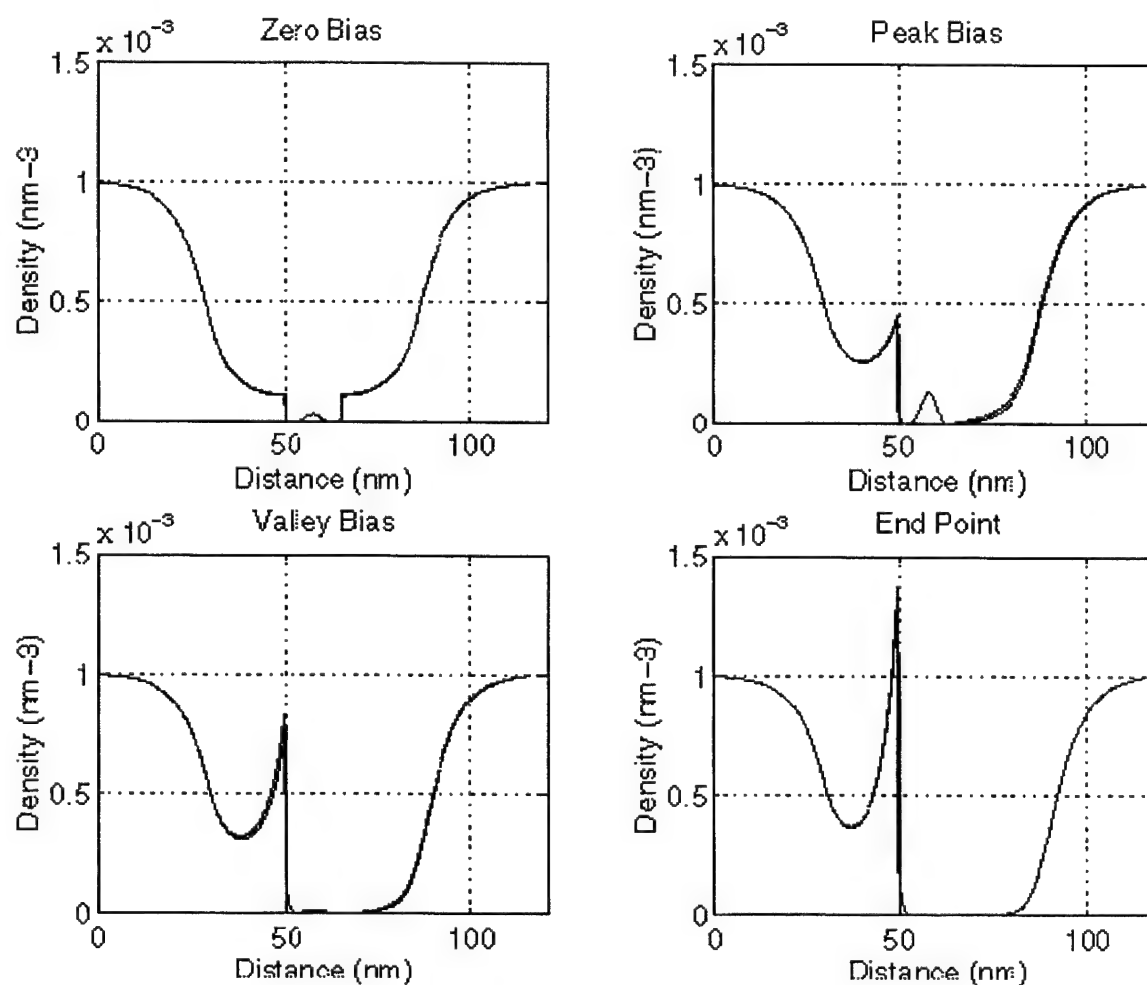 Zero Bias
x 10⁻³
1.5
1
0.5
0
0 50 100
Density (nm-3
Distance (nm)
Peak Bias
x 10⁻³
1.5
1
0.5
0
0 50 100
Density (nm-3)
Distance (nm)
Valley Bias
x 10⁻³
1.5
1
0.5
0
0 50 100
Density (nm-3)
Distance (nm)
End Point
x 10⁻³
1.5
1
0.5
0
0 50 100
Density (nm-3)
Distance (nm)